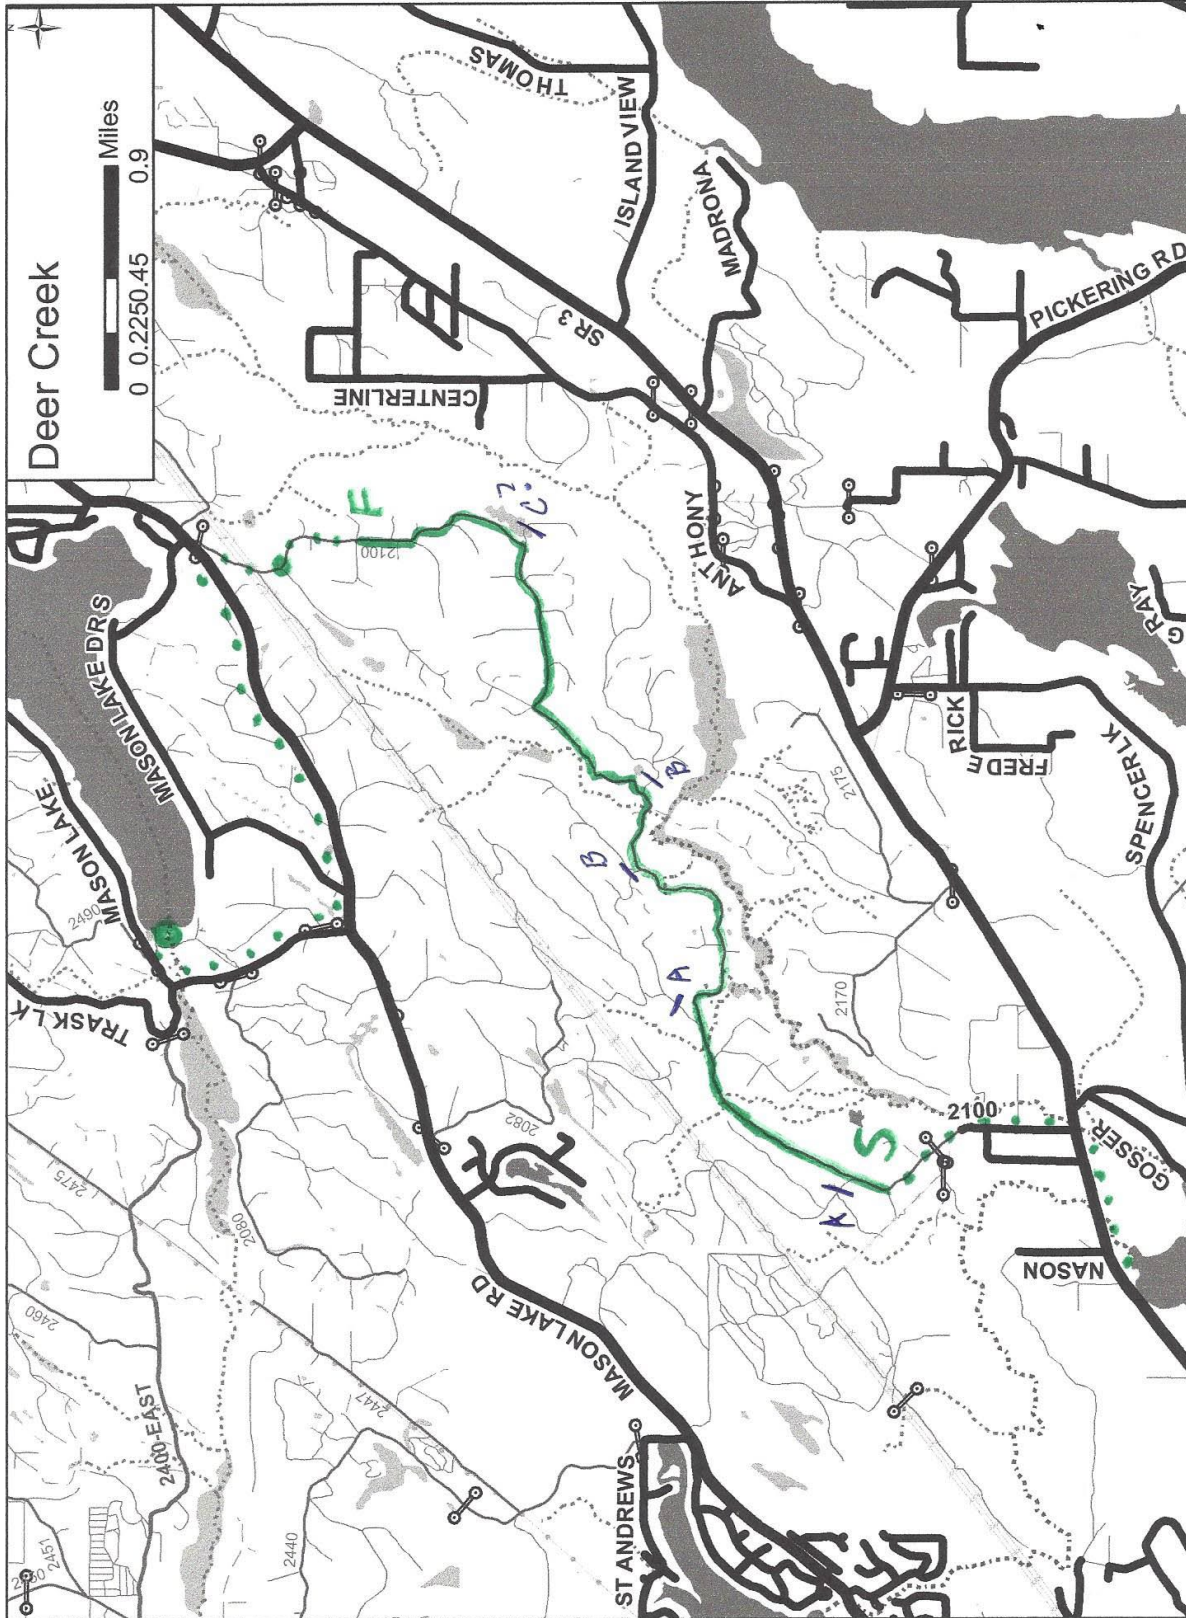 Deer Creek
0 0.2250.45 0.9
Miles
THOMAS
ISLANDVIEW
MADRONA
SR 3
CENTERLINE
PICKERING RD
ANTHONY
MASON LAKE DR S
MASON LAKE
2490
TRASK LK
F
2100
C?
B
B
A
A
S
2175
2170
RICK
FRED E
GRAY
SPENCER LK
2100
GOSSER
NASON
2082
2080
2475
2460
2447
2400-EAST
2440
2451
MASON LAKE RD
ST ANDREWS